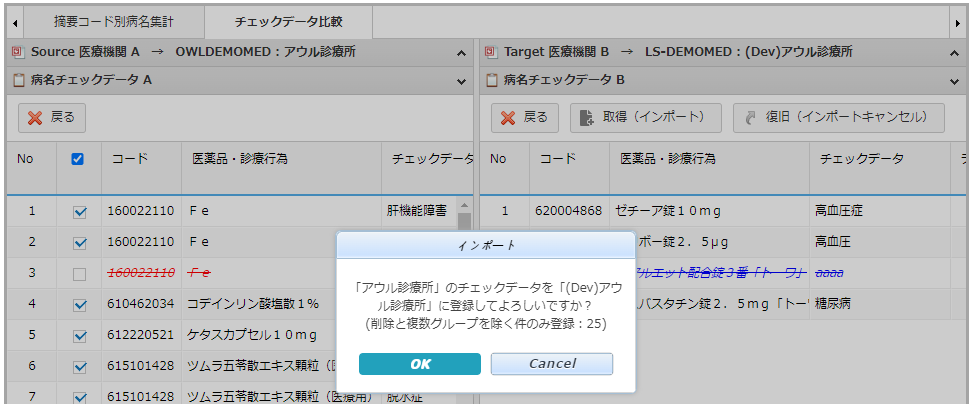 摘要コード別病名集計 チェックデータ比較
Source 医療機関 A → OWLDEMOMED：アウル診療所
Target 医療機関 B → LS-DEMOMED：(Dev)アウル診療所
病名チェックデータ A
病名チェックデータ B
戻る
戻る 取得（インポート） 復旧（インポートキャンセル）
No コード 医薬品・診療行為 チェックデータ
No コード 医薬品・診療行為 チェックデータ
1 160022110 Ｆｅ 肝機能障害
1 620004868 ゼチーア錠１０ｍｇ 高血圧症
2 160022110 Ｆｅ
ボー錠２．５μｇ 高血圧
3 160022110 Ｆｅ
ルエット配合錠３番「トーワ」 aaaa
4 610462034 コデインリン酸塩散１％
バスタチン錠２．５ｍｇ「トー 糖尿病
5 612220521 ケタスカプセル１０ｍｇ
6 615101428 ツムラ五苓散エキス顆粒（医療
7 615101428 ツムラ五苓散エキス顆粒（医療用） 脱水症
インポート
「アウル診療所」のチェックデータを「(Dev)アウ
ル診療所」に登録してよろしいですか？
(削除と複数グループを除く件のみ登録：25)
OK Cancel